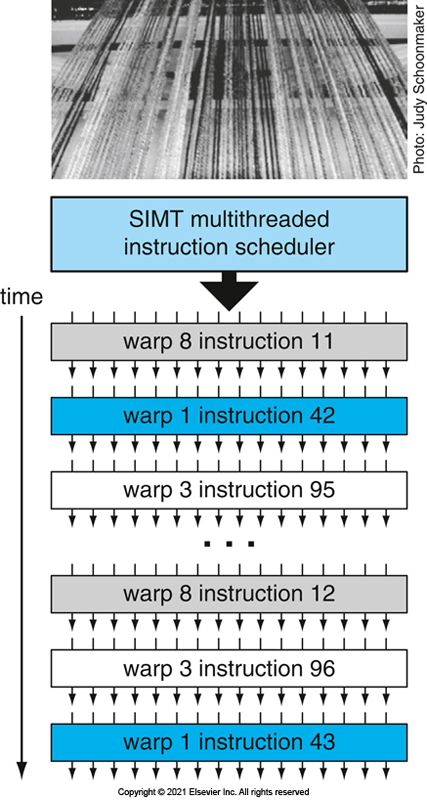 Photo: Judy Schoonmaker
SIMT multithreaded
instruction scheduler
time
warp 8 instruction 11
warp 1 instruction 42
warp 3 instruction 95
. . .
warp 8 instruction 12
warp 3 instruction 96
warp 1 instruction 43
Copyright © 2021 Elsevier Inc. All rights reserved